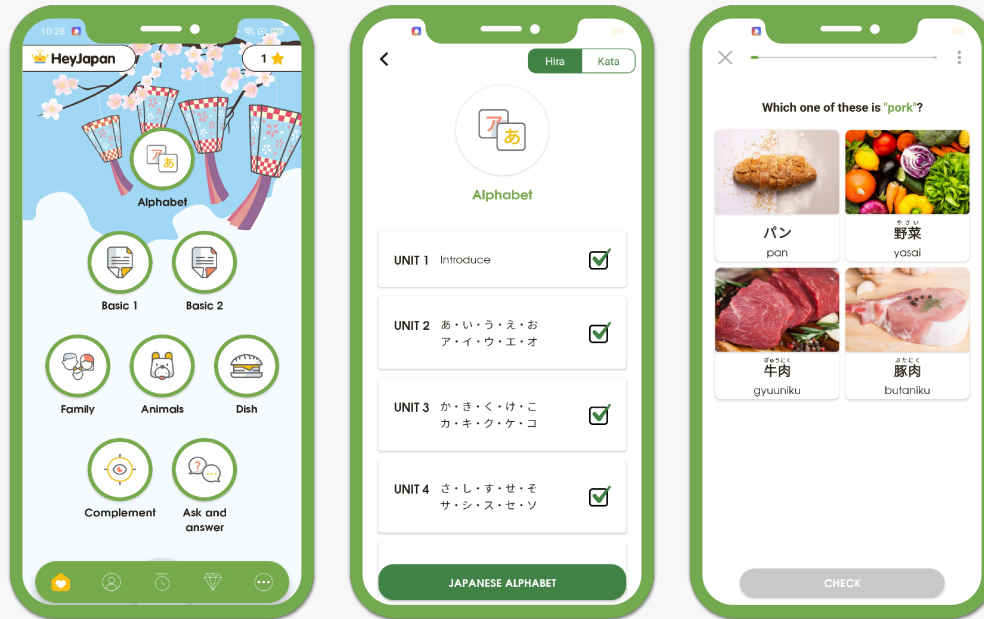 10:28
HeyJapan
1
Alphabet
Basic 1
Basic 2
Family
Animals
Dish
Complement
Ask and
answer
Hira
Kata
ア
あ
Alphabet
UNIT 1 Introduce
UNIT 2 あ・い・う・え・お
ア・イ・ウ・エ・オ
UNIT 3 か・き・く・け・こ
カ・キ・ク・ケ・コ
UNIT 4 さ・し・す・せ・そ
サ・シ・ス・セ・ソ
JAPANESE ALPHABET
Which one of these is "pork"?
パン
pan
やさい
野菜
yasai
ぎゅうにく
牛肉
gyuuniku
ぶたにく
豚肉
butaniku
CHECK